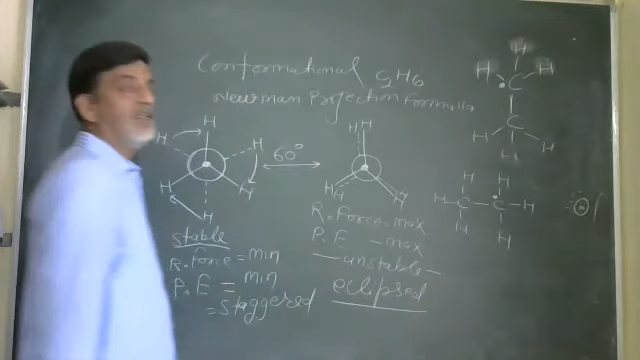 Conformational C2H6
Newman Projection Formula
H
H
H
H
H
H
60°
H H
H H
H H
stable
R. Force = min
P.E = min
= staggered
R. Force - max
P.E - max
— unstable —
eclipsed
H
H C H
C
H H
H
H H
H - C - C - H
H H